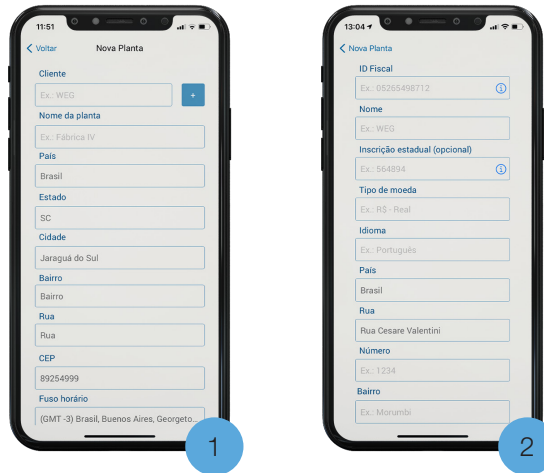 11:51
Voltar
Nova Planta
Cliente
Ex.: WEG
+
Nome da planta
Ex.: Fábrica IV
País
Brasil
Estado
SC
Cidade
Jaraguá do Sul
Bairro
Bairro
Rua
Rua
CEP
89254999
Fuso horário
(GMT -3) Brasil, Buenos Aires, Georgeto...
1
13:04
Nova Planta
ID Fiscal
Ex.: 05265498712
Nome
Ex.: WEG
Inscrição estadual (opcional)
Ex.: 564894
Tipo de moeda
Ex.: R$ - Real
Idioma
Ex.: Português
País
Brasil
Rua
Rua Cesare Valentini
Número
Ex.: 1234
Bairro
Ex.: Morumbi
2